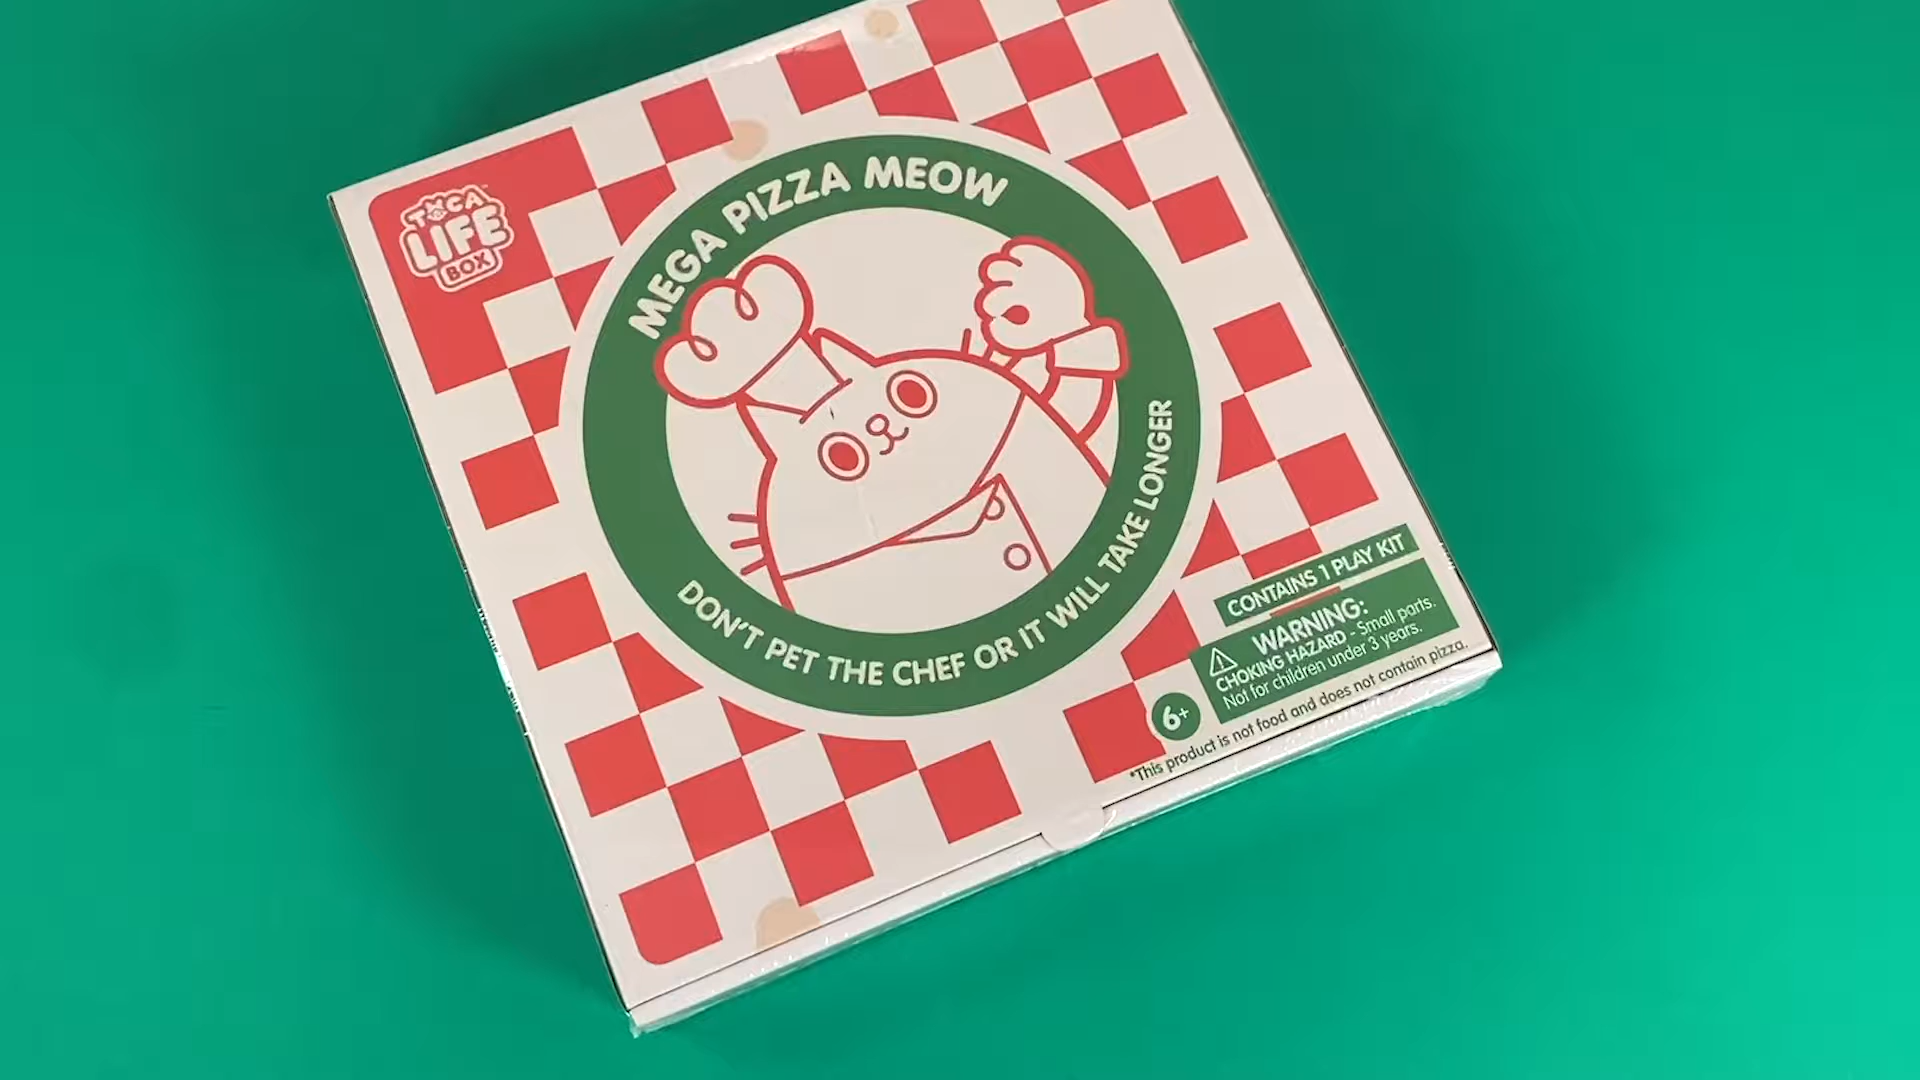 TOCA
LIFE
BOX
MEGA PIZZA MEOW
DON'T PET THE CHEF OR IT WILL TAKE LONGER
CONTAINS 1 PLAY KIT
WARNING:
CHOKING HAZARD - Small parts.
Not for children under 3 years.
6+
*This product is not food and does not contain pizza.